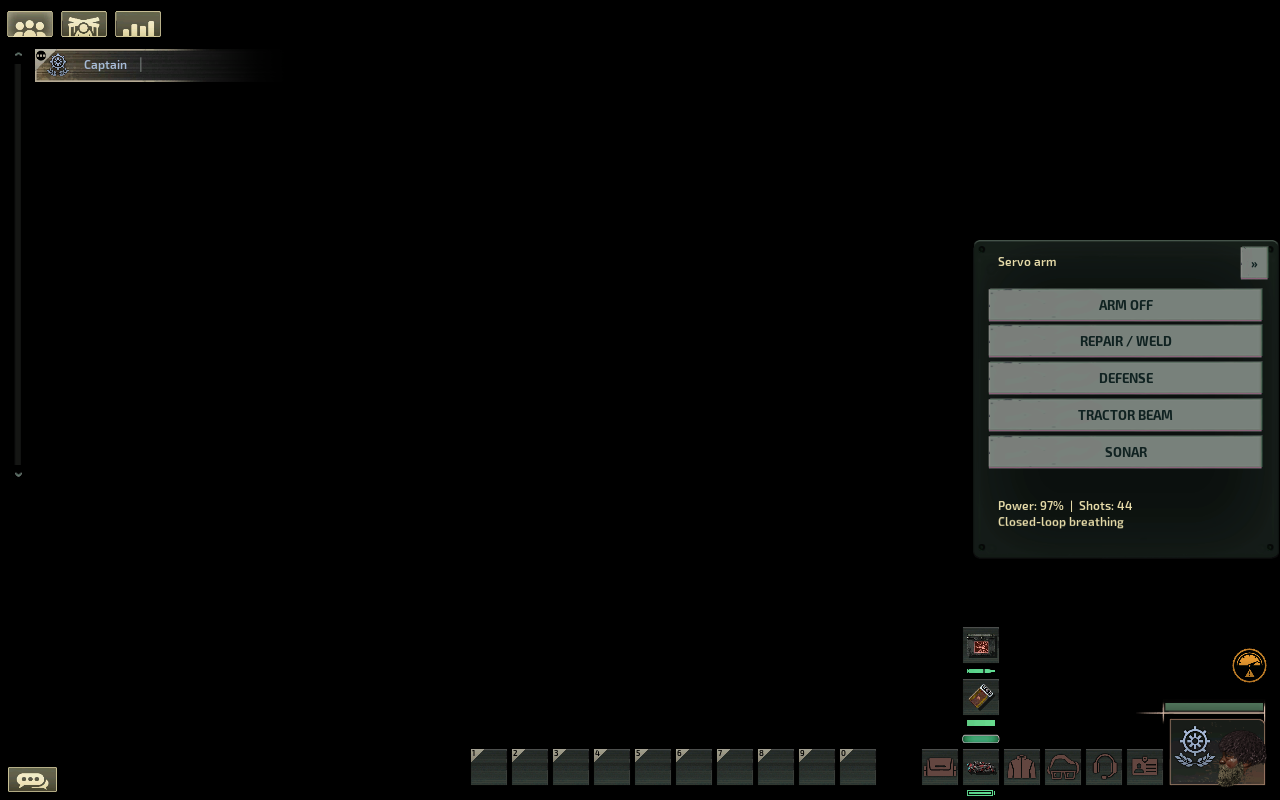 Captain
Servo arm
»
ARM OFF
REPAIR / WELD
DEFENSE
TRACTOR BEAM
SONAR
Power: 97% | Shots: 44
Closed-loop breathing
1 2 3 4 5 6 7 8 9 0